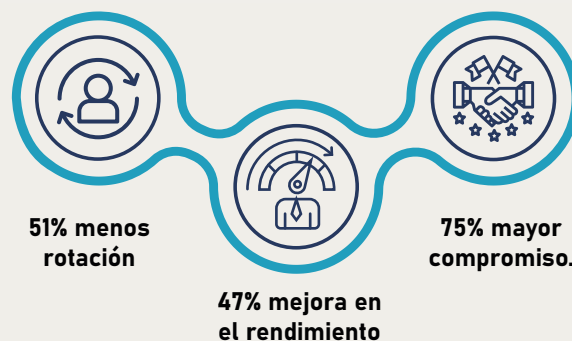 51% menos
rotación
47% mejora en
el rendimiento
75% mayor
compromiso.